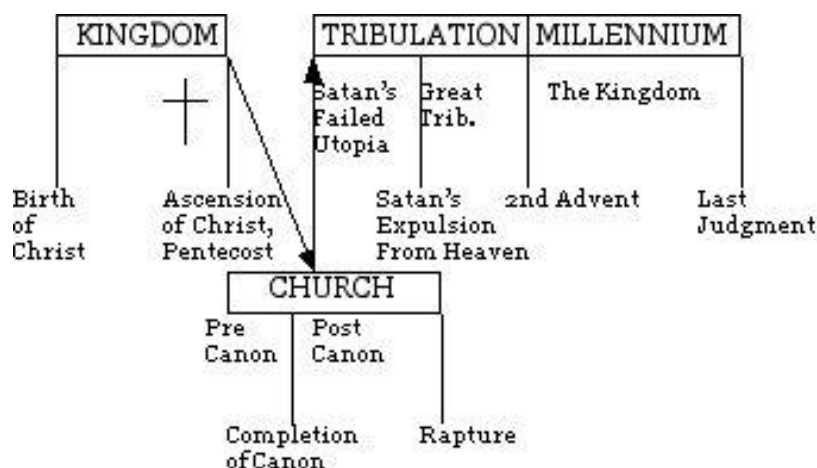 KINGDOM
TRIBULATION
MILLENNIUM
Satan's
Failed
Utopia
Great
Trib.
The Kingdom
Birth
of
Christ
Ascension
of Christ,
Pentecost
Satan's
Expulsion
From Heaven
2nd Advent
Last
Judgment
CHURCH
Pre
Canon
Post
Canon
Completion
of Canon
Rapture